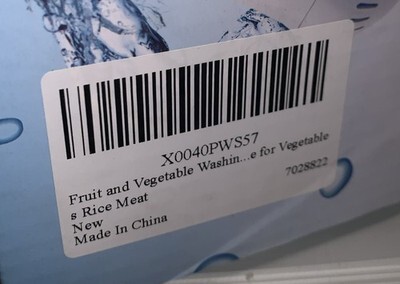 X0040PWS57
Fruit and Vegetable Washin...e for Vegetable
s Rice Meat
New
7028822
Made In China